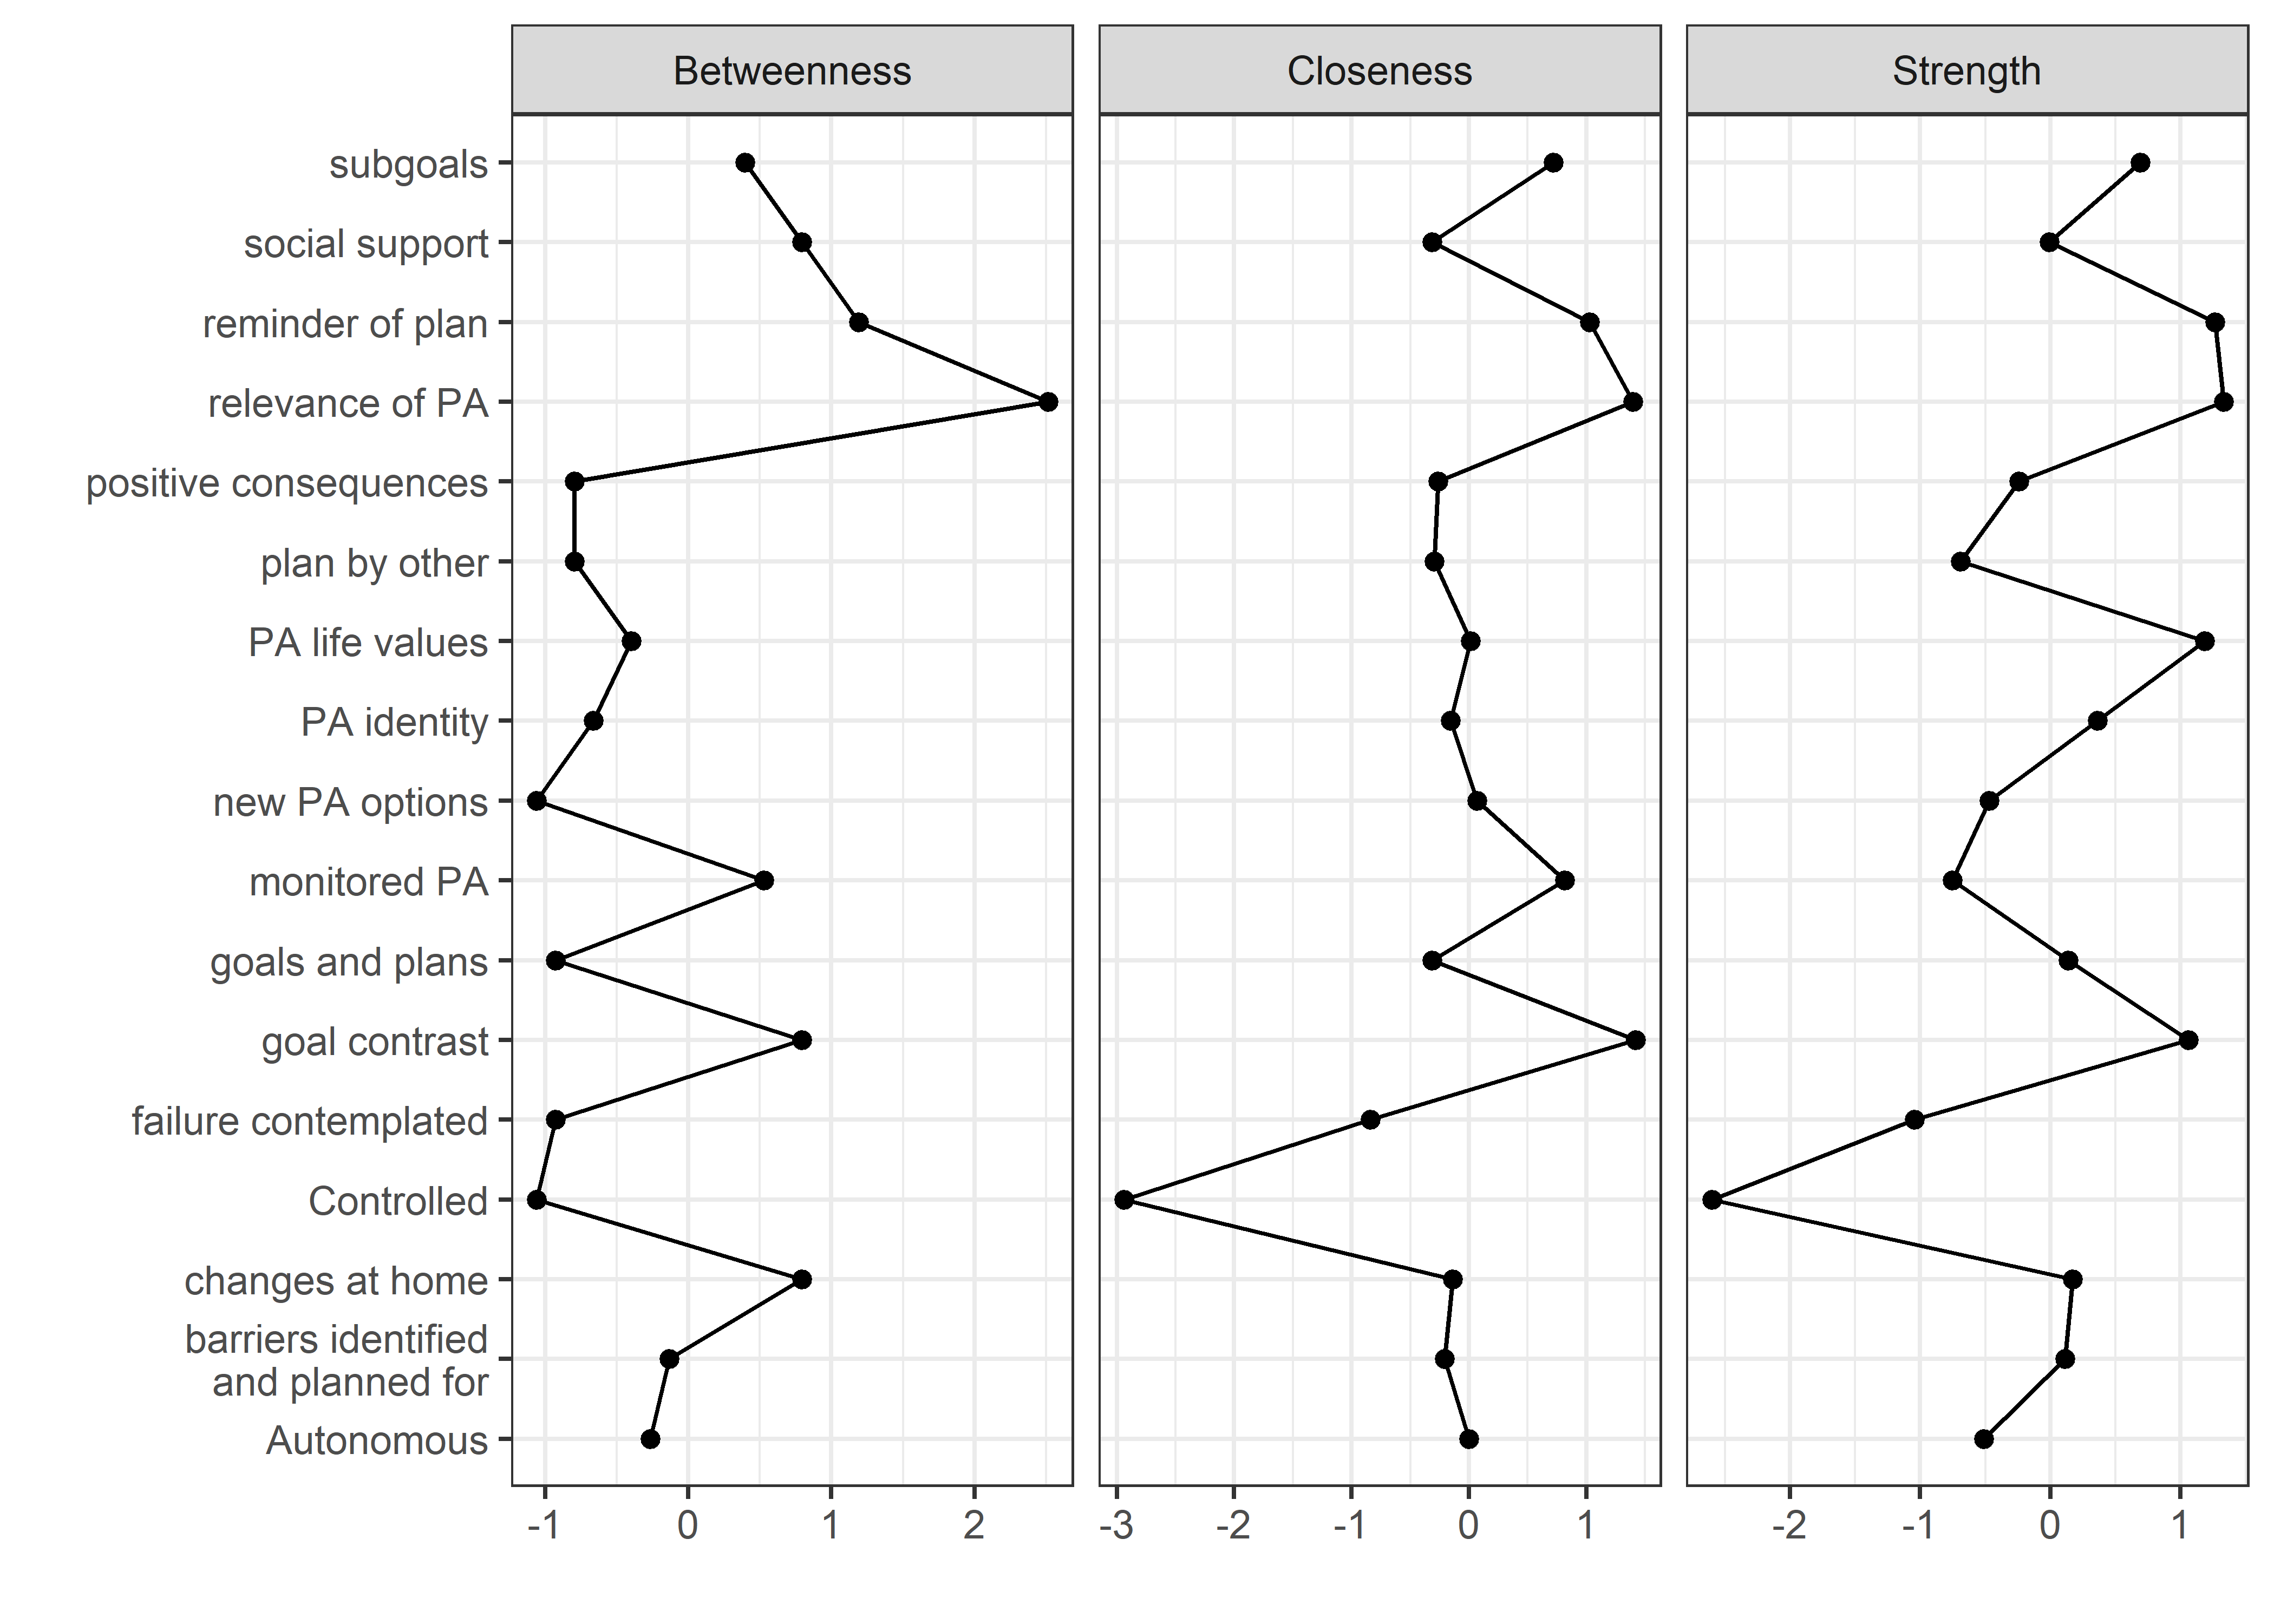 Betweenness
Closeness
Strength
subgoals
social support
reminder of plan
relevance of PA
positive consequences
plan by other
PA life values
PA identity
new PA options
monitored PA
goals and plans
goal contrast
failure contemplated
Controlled
changes at home
barriers identified
and planned for
Autonomous
-1 0 1 2
-3 -2 -1 0 1
-2 -1 0 1